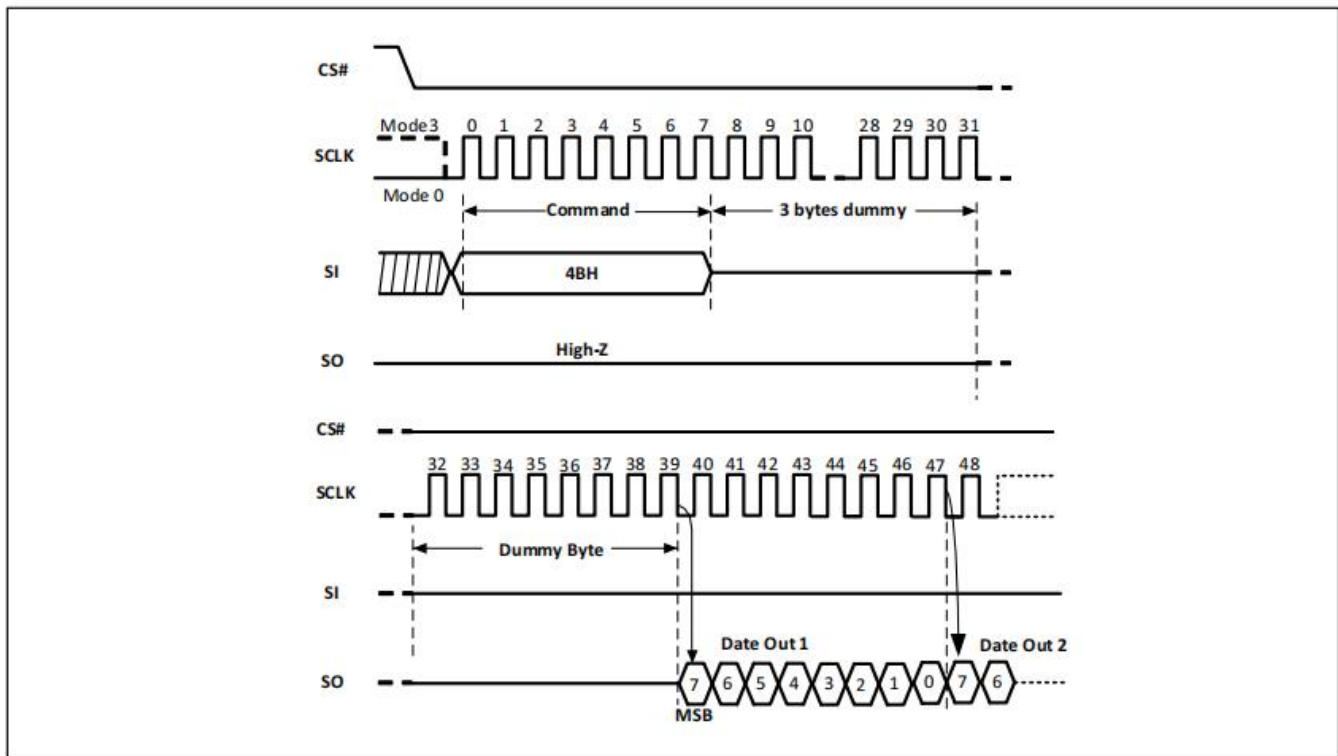 CS#
Mode3 0 1 2 3 4 5 6 7 8 9 10 28 29 30 31
SCLK
Mode 0
Command 3 bytes dummy
SI 4BH
High-Z
SO
CS#
32 33 34 35 36 37 38 39 40 41 42 43 44 45 46 47 48
SCLK
Dummy Byte
SI
Date Out 1 Date Out 2
SO 7 6 5 4 3 2 1 0 7 6
MSB